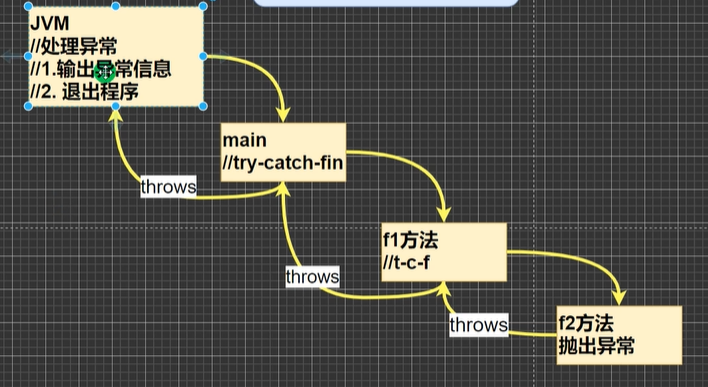 JVM
//处理异常
//1.输出异常信息
//2. 退出程序
main
//try-catch-fin
throws
f1方法
//t-c-f
throws
throws
f2方法
抛出异常